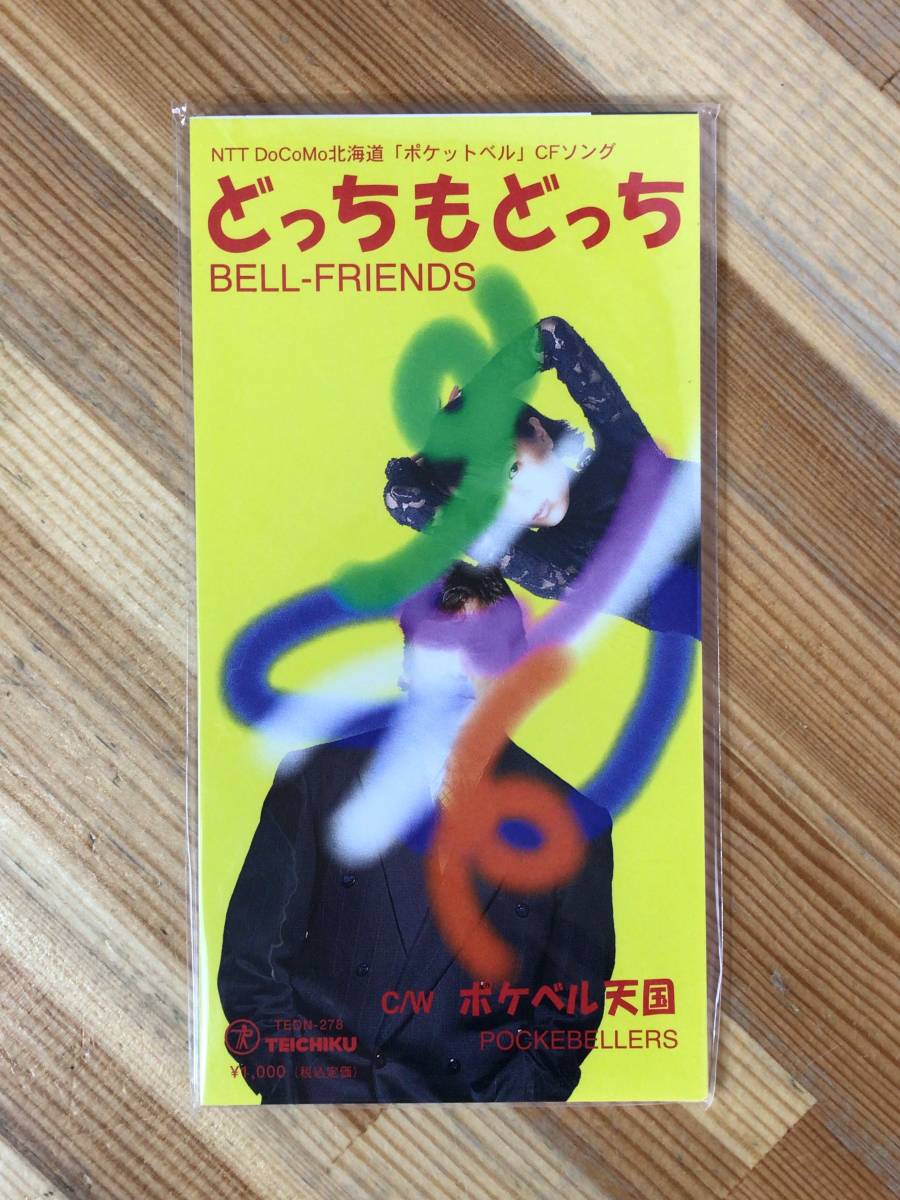 NTT DoCoMo北海道「ポケットベル」CFソング
どっちもどっち
BELL-FRIENDS
C/W ポケベル天国
POCKEBELLERS
TEDN-278
TEICHIKU
¥1,000（税込定価）